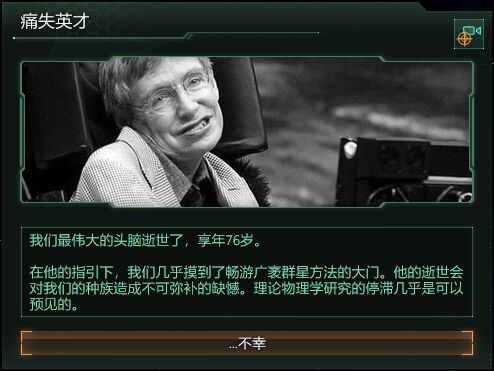 痛失英才
我们最伟大的头脑逝世了，享年76岁。
在他的指引下，我们几乎摸到了畅游广袤群星方法的大门。他的逝世会
对我们的种族造成不可弥补的缺憾。理论物理学研究的停滞几乎是可以
预见的。
...不幸